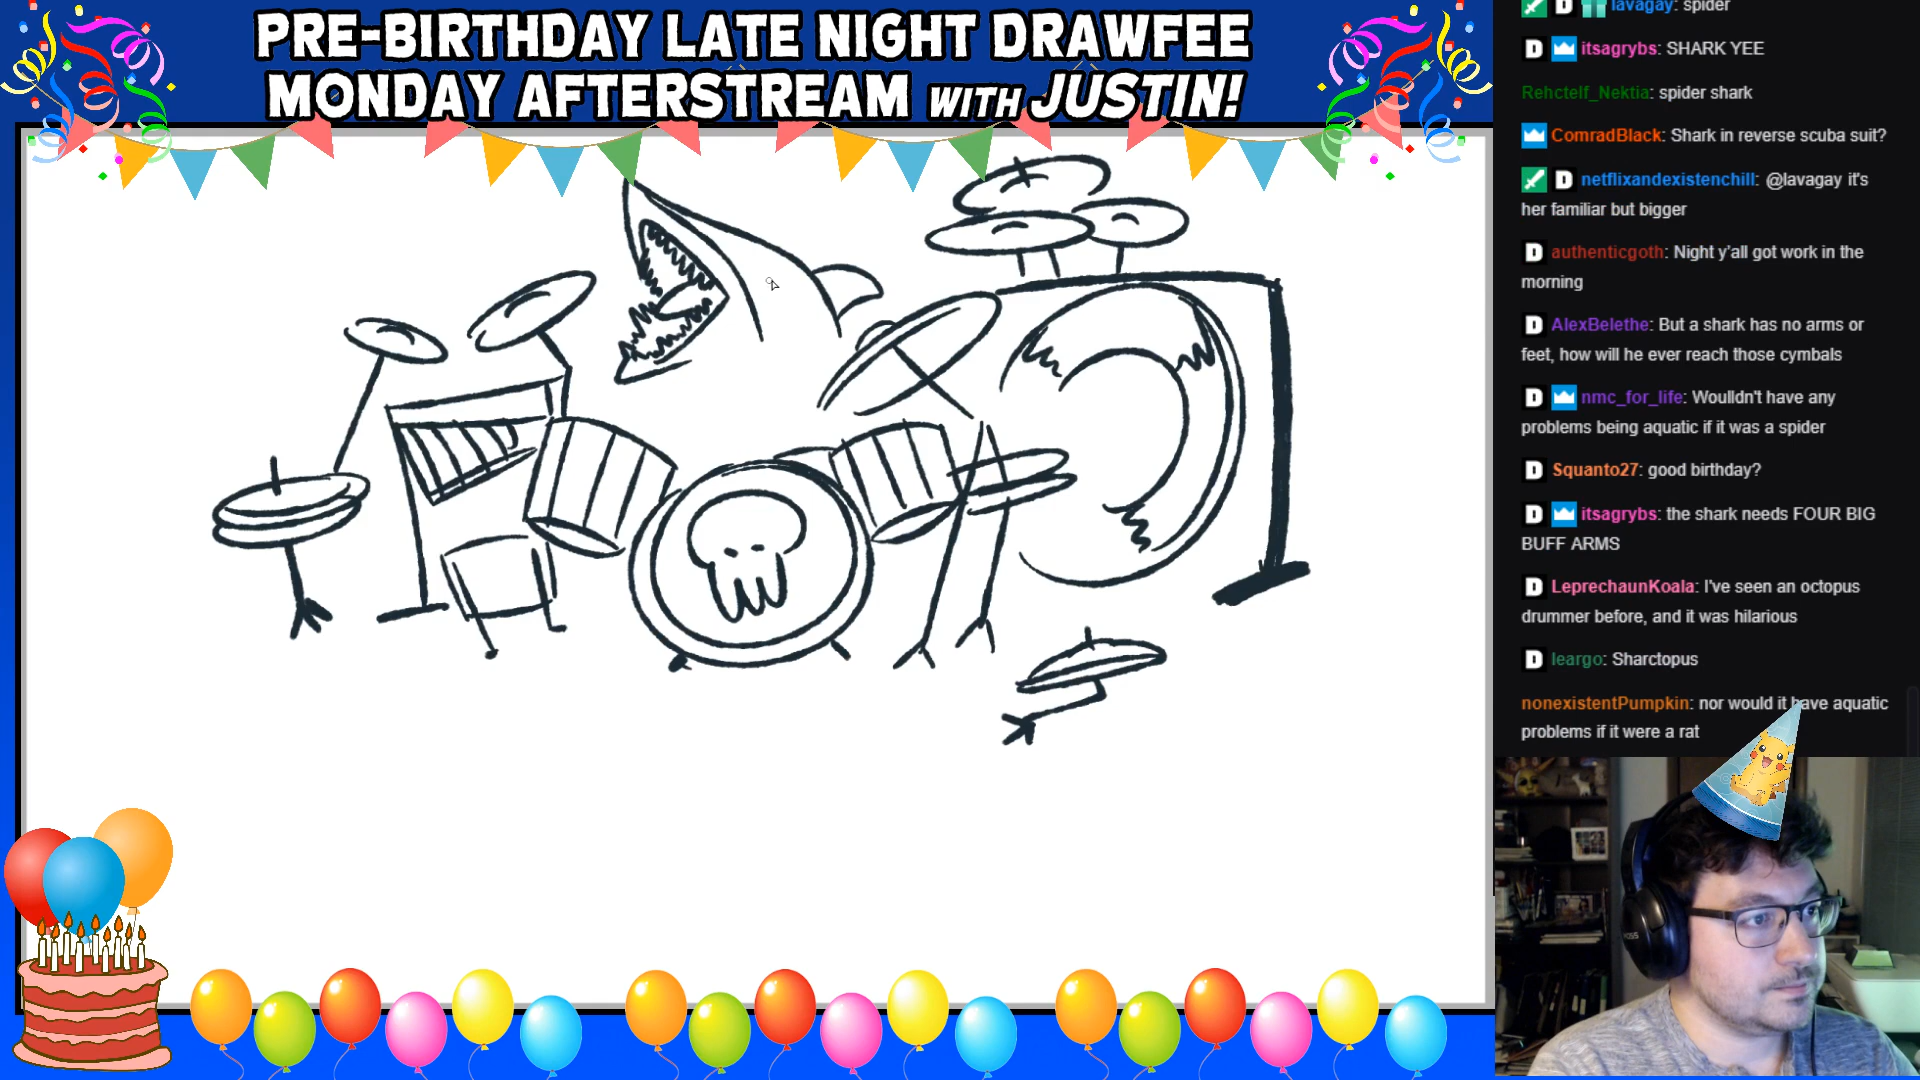 PRE-BIRTHDAY LATE NIGHT DRAWFEE
MONDAY AFTERSTREAM WITH JUSTIN!
lavagay: spider
itsagrybs: SHARK YEE
Rehctelf_Nektia: spider shark
ComradBlack: Shark in reverse scuba suit?
netflixandexistenchill: @lavagay it's
her familiar but bigger
authenticgoth: Night y'all got work in the
morning
AlexBelethe: But a shark has no arms or
feet, how will he ever reach those cymbals
nmc_for_life: Woulldn't have any
problems being aquatic if it was a spider
Squanto27: good birthday?
itsagrybs: the shark needs FOUR BIG
BUFF ARMS
LeprechaunKoala: I've seen an octopus
drummer before, and it was hilarious
leargo: Sharctopus
nonexistentPumpkin: nor would it have aquatic
problems if it were a rat